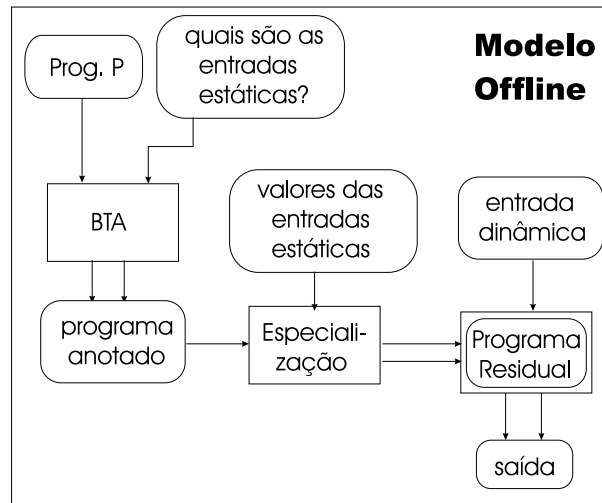 Modelo
Offline
Prog. P
quais são as
entradas
estáticas?
BTA
valores das
entradas
estáticas
entrada
dinâmica
programa
anotado
Especiali-
zação
Programa
Residual
saída